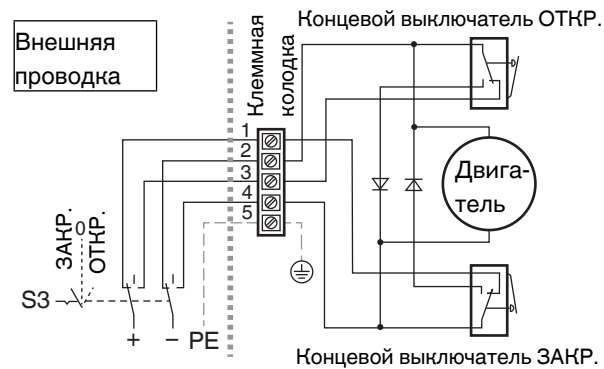 Концевой выключатель ОТКР.
Внешняя
проводка
Клеммная
колодка
1
2
3
4
5
Двига-
тель
ЗАКР.
0
ОТКР.
S3
+
–
PE
Концевой выключатель ЗАКР.